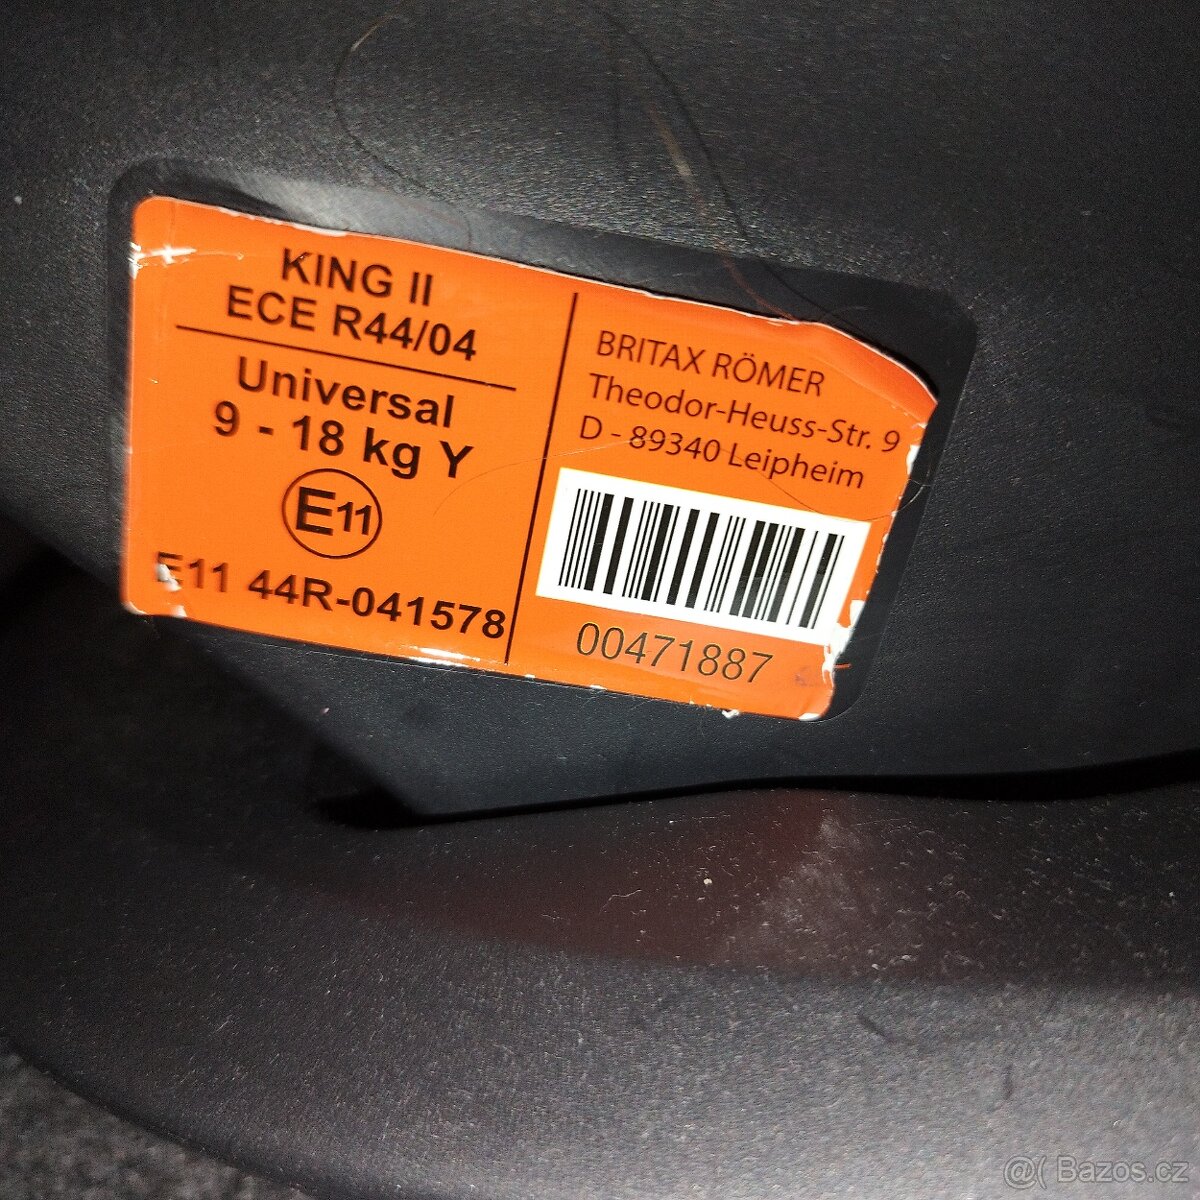 KING II
ECE R44/04
Universal
9 - 18 kg Y
E11
E11 44R-041578
BRITAX RÖMER
Theodor-Heuss-Str. 9
D - 89340 Leipheim
00471887
@( Bazos.cz